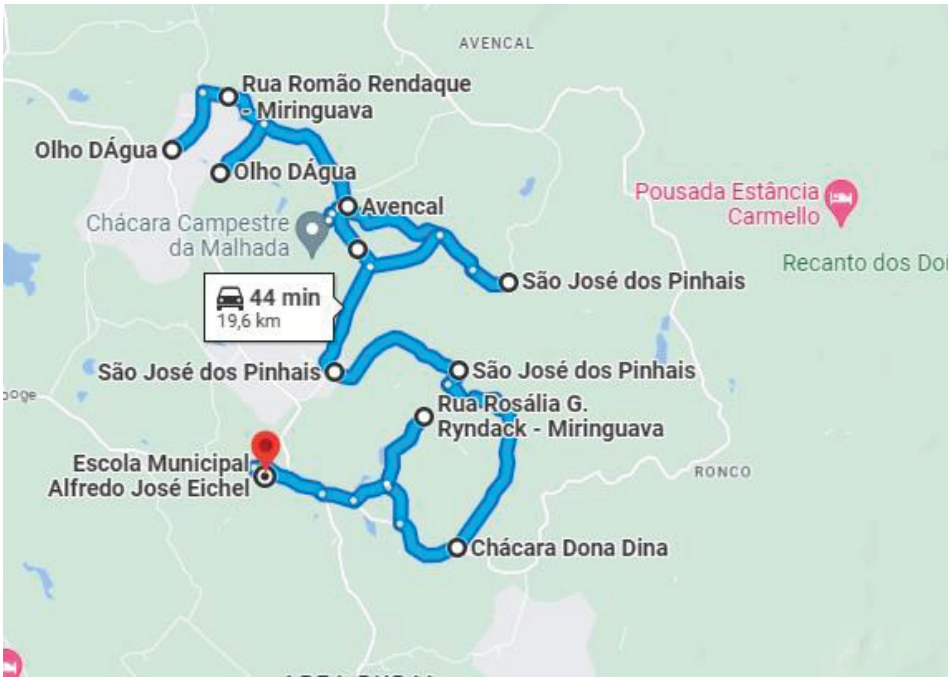 AVENCAL
Rua Romão Rendaque
- Miringuava
Olho DÁgua
Olho DÁgua
Pousada Estância
Carmello
Avencal
Chácara Campestre
da Malhada
Recanto dos Doi
São José dos Pinhais
44 min
19,6 km
São José dos Pinhais
São José dos Pinhais
Rua Rosália G.
Ryndack - Miringuava
Escola Municipal
Alfredo José Eichel
RONCO
Chácara Dona Dina